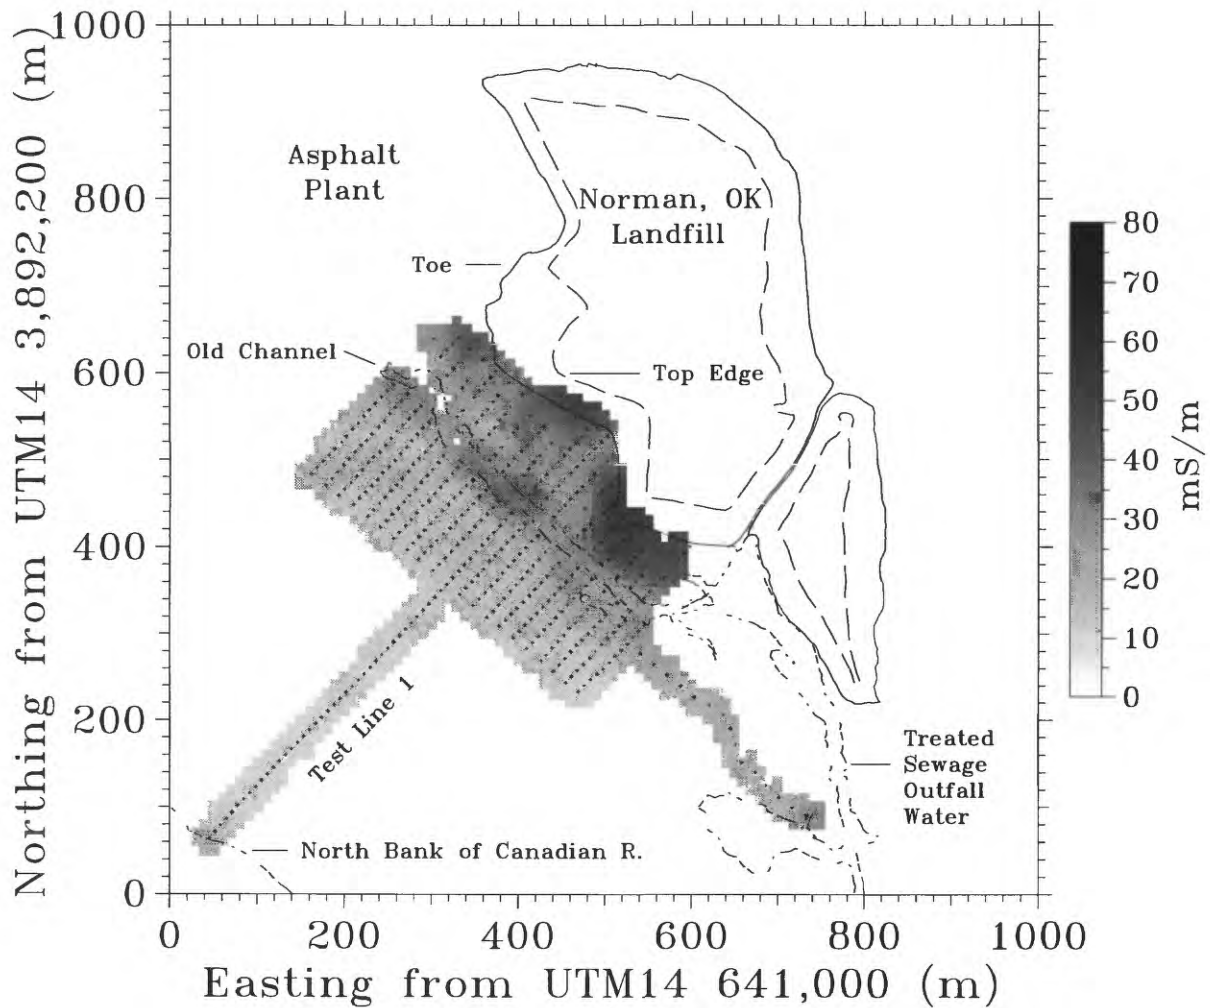 1000
800
600
400
200
0
Northing from UTM14 3,892,200 (m)
Asphalt
Plant
Norman, OK
Landfill
Toe
Old Channel
Top Edge
Test Line 1
North Bank of Canadian R.
Treated
Sewage
Outfall
Water
80
70
60
50
40
30
20
10
0
mS/m
0
200
400
600
800
1000
Easting from UTM14 641,000 (m)